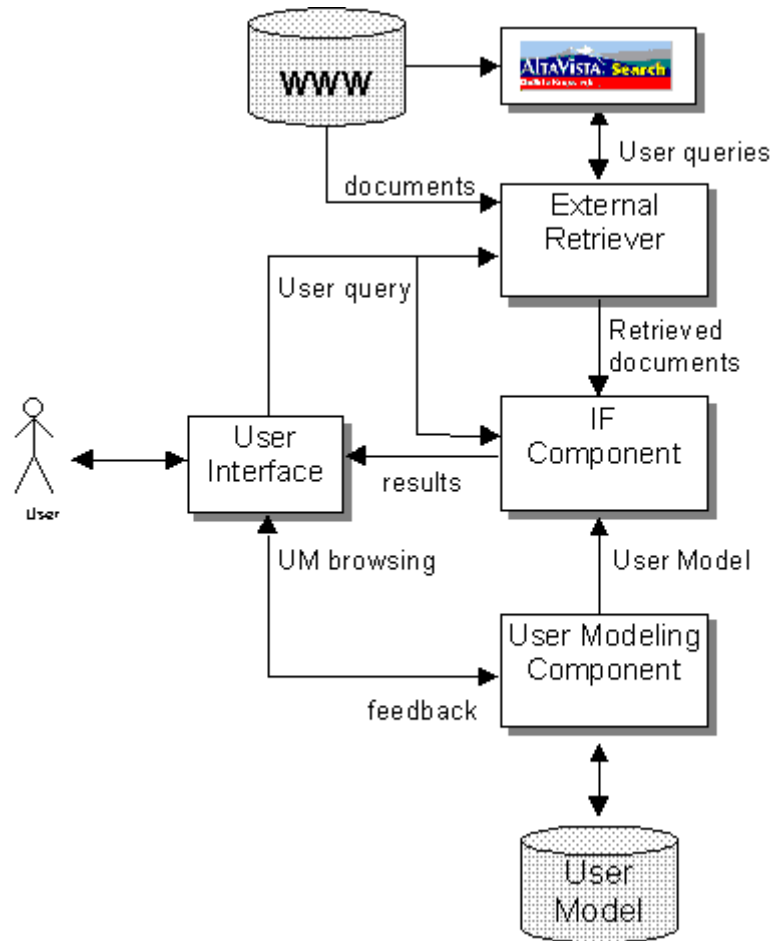 WWW
ALTAVISTA Search
User queries
documents
External
Retriever
User query
Retrieved
documents
IF
Component
User
Interface
results
User
UM browsing
User Model
User Modeling
Component
feedback
User
Model